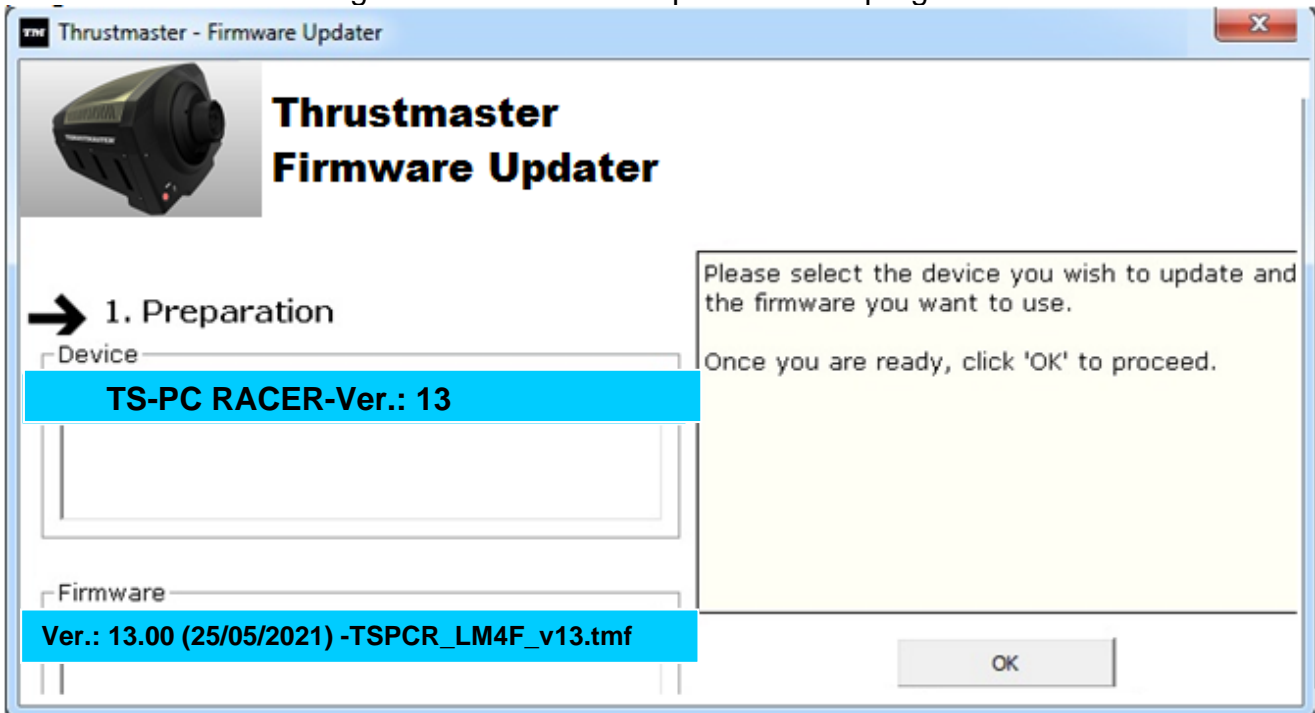 Thrustmaster - Firmware Updater
Thrustmaster
Firmware Updater
1. Preparation
Device
TS-PC RACER-Ver.: 13
Firmware
Ver.: 13.00 (25/05/2021) -TSPCR_LM4F_v13.tmf
Please select the device you wish to update and
the firmware you want to use.
Once you are ready, click 'OK' to proceed.
OK